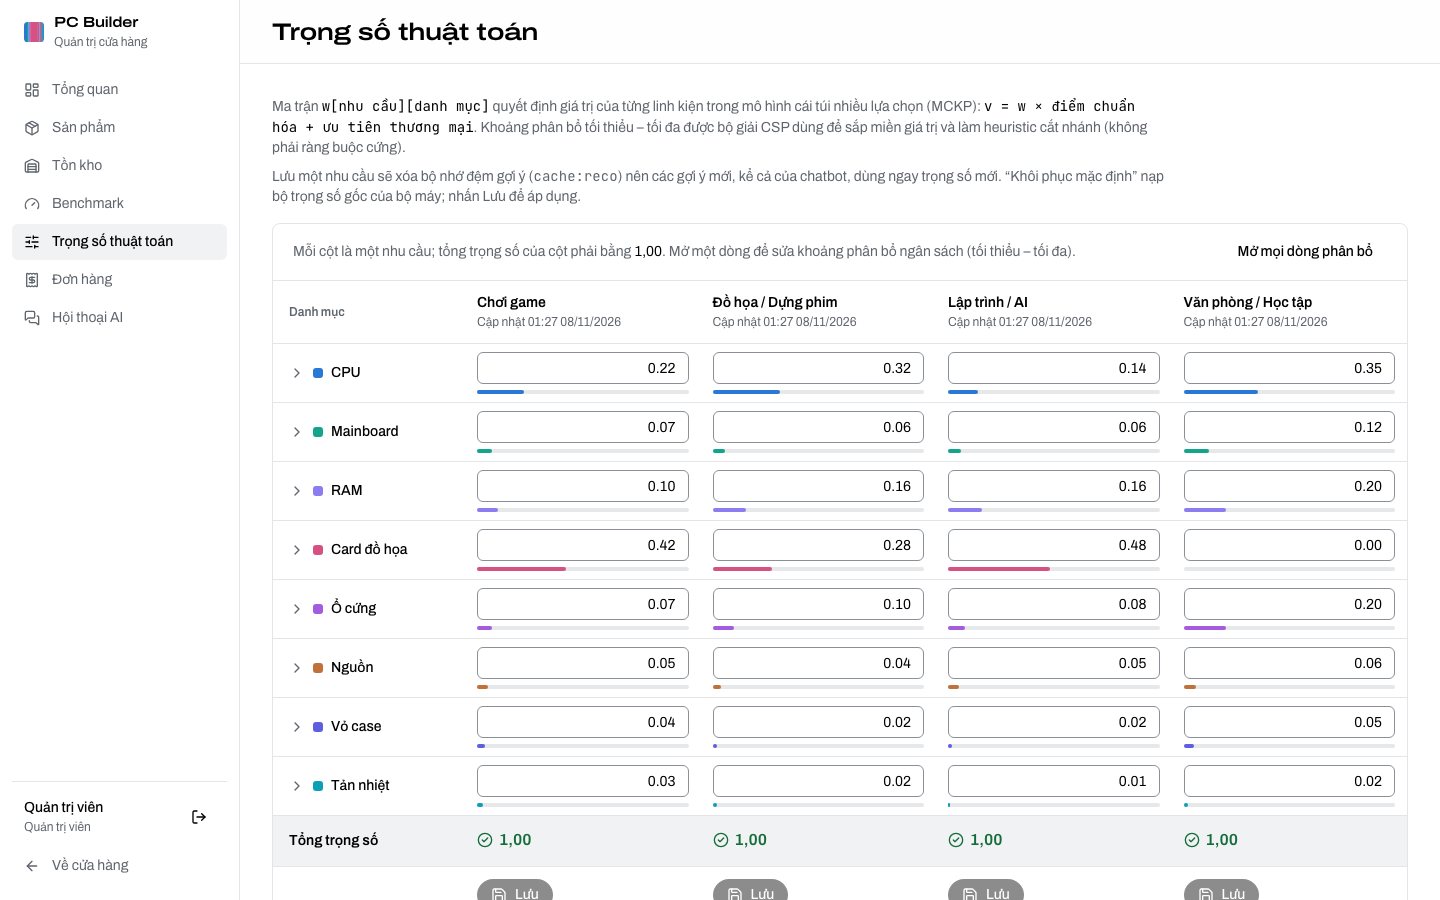 PC Builder
Quản trị cửa hàng
Tổng quan
Sản phẩm
Tồn kho
Benchmark
Trọng số thuật toán
Đơn hàng
Hội thoại AI
Quản trị viên
Quản trị viên
Về cửa hàng
Trọng số thuật toán
Ma trận w[nhu cầu][danh mục] quyết định giá trị của từng linh kiện trong mô hình cái túi nhiều lựa chọn (MCKP): v = w × điểm chuẩn
hóa + ưu tiên thương mại. Khoảng phân bổ tối thiểu – tối đa được bộ giải CSP dùng để sắp miền giá trị và làm heuristic cắt nhánh (không
phải ràng buộc cứng).
Lưu một nhu cầu sẽ xóa bộ nhớ đệm gợi ý (cache:reco) nên các gợi ý mới, kể cả của chatbot, dùng ngay trọng số mới. “Khôi phục mặc định” nạp
bộ trọng số gốc của bộ máy; nhấn Lưu để áp dụng.
Mỗi cột là một nhu cầu; tổng trọng số của cột phải bằng 1,00. Mở một dòng để sửa khoảng phân bổ ngân sách (tối thiểu – tối đa).
Mở mọi dòng phân bổ
Danh mục
Chơi game
Cập nhật 01:27 08/11/2026
Đồ họa / Dựng phim
Cập nhật 01:27 08/11/2026
Lập trình / AI
Cập nhật 01:27 08/11/2026
Văn phòng / Học tập
Cập nhật 01:27 08/11/2026
CPU 0.22 0.32 0.14 0.35
Mainboard 0.07 0.06 0.06 0.12
RAM 0.10 0.16 0.16 0.20
Card đồ họa 0.42 0.28 0.48 0.00
Ổ cứng 0.07 0.10 0.08 0.20
Nguồn 0.05 0.04 0.05 0.06
Vỏ case 0.04 0.02 0.02 0.05
Tản nhiệt 0.03 0.02 0.01 0.02
Tổng trọng số 1,00 1,00 1,00 1,00
Lưu Lưu Lưu Lưu